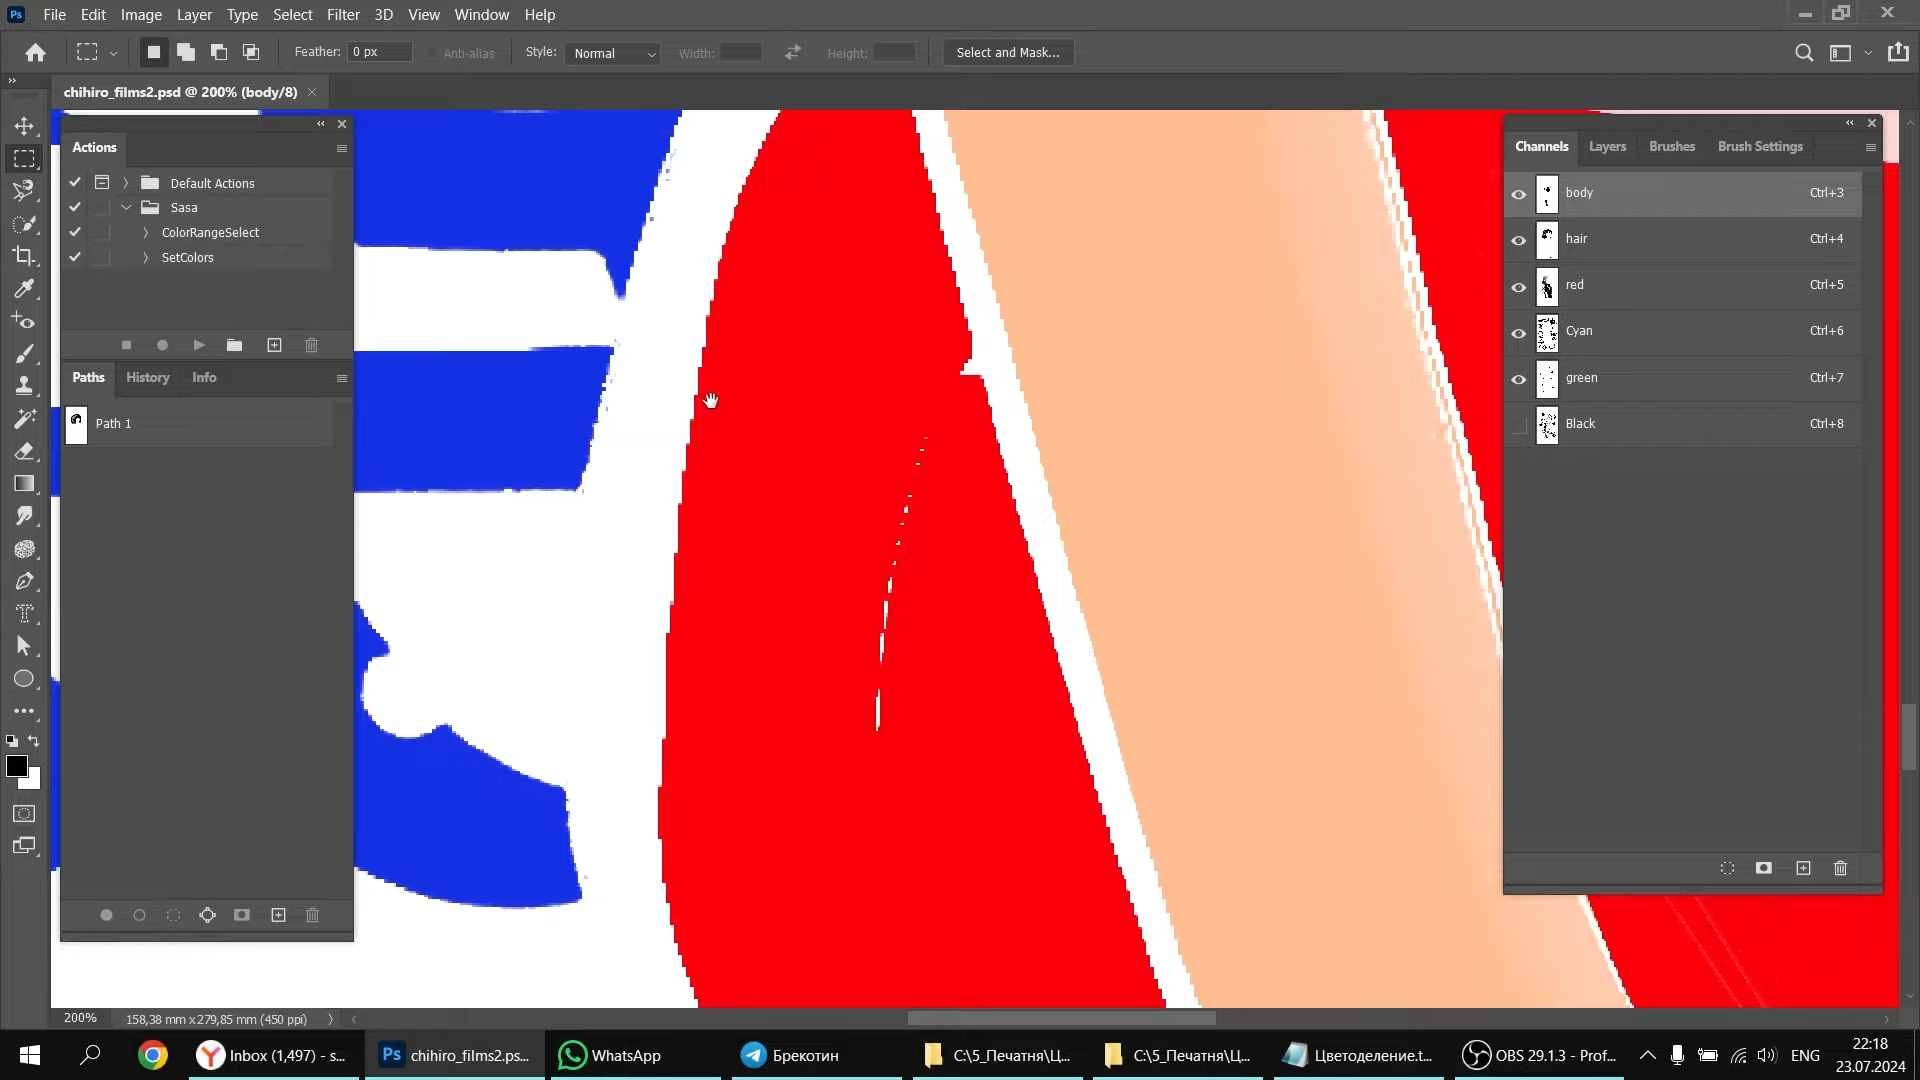 Ps File Edit Image Layer Type Select Filter 3D View Window Help
Feather: 0 px Anti-alias Style: Normal Width: Height: Select and Mask...
chihiro_films2.psd @ 200% (body/8)
Actions
Default Actions
Sasa
ColorRangeSelect
SetColors
Paths History Info
Path 1
Channels Layers Brushes Brush Settings
body Ctrl+3
hair Ctrl+4
red Ctrl+5
Cyan Ctrl+6
green Ctrl+7
Black Ctrl+8
200% 158,38 mm x 279,85 mm (450 ppi)
Inbox (1,497) - s... Ps chihiro_films2.ps... WhatsApp Брекотин C:\5_Печатня\Ц... C:\5_Печатня\Ц... Цветоделение.t... OBS 29.1.3 - Prof... ENG
22:18
23.07.2024